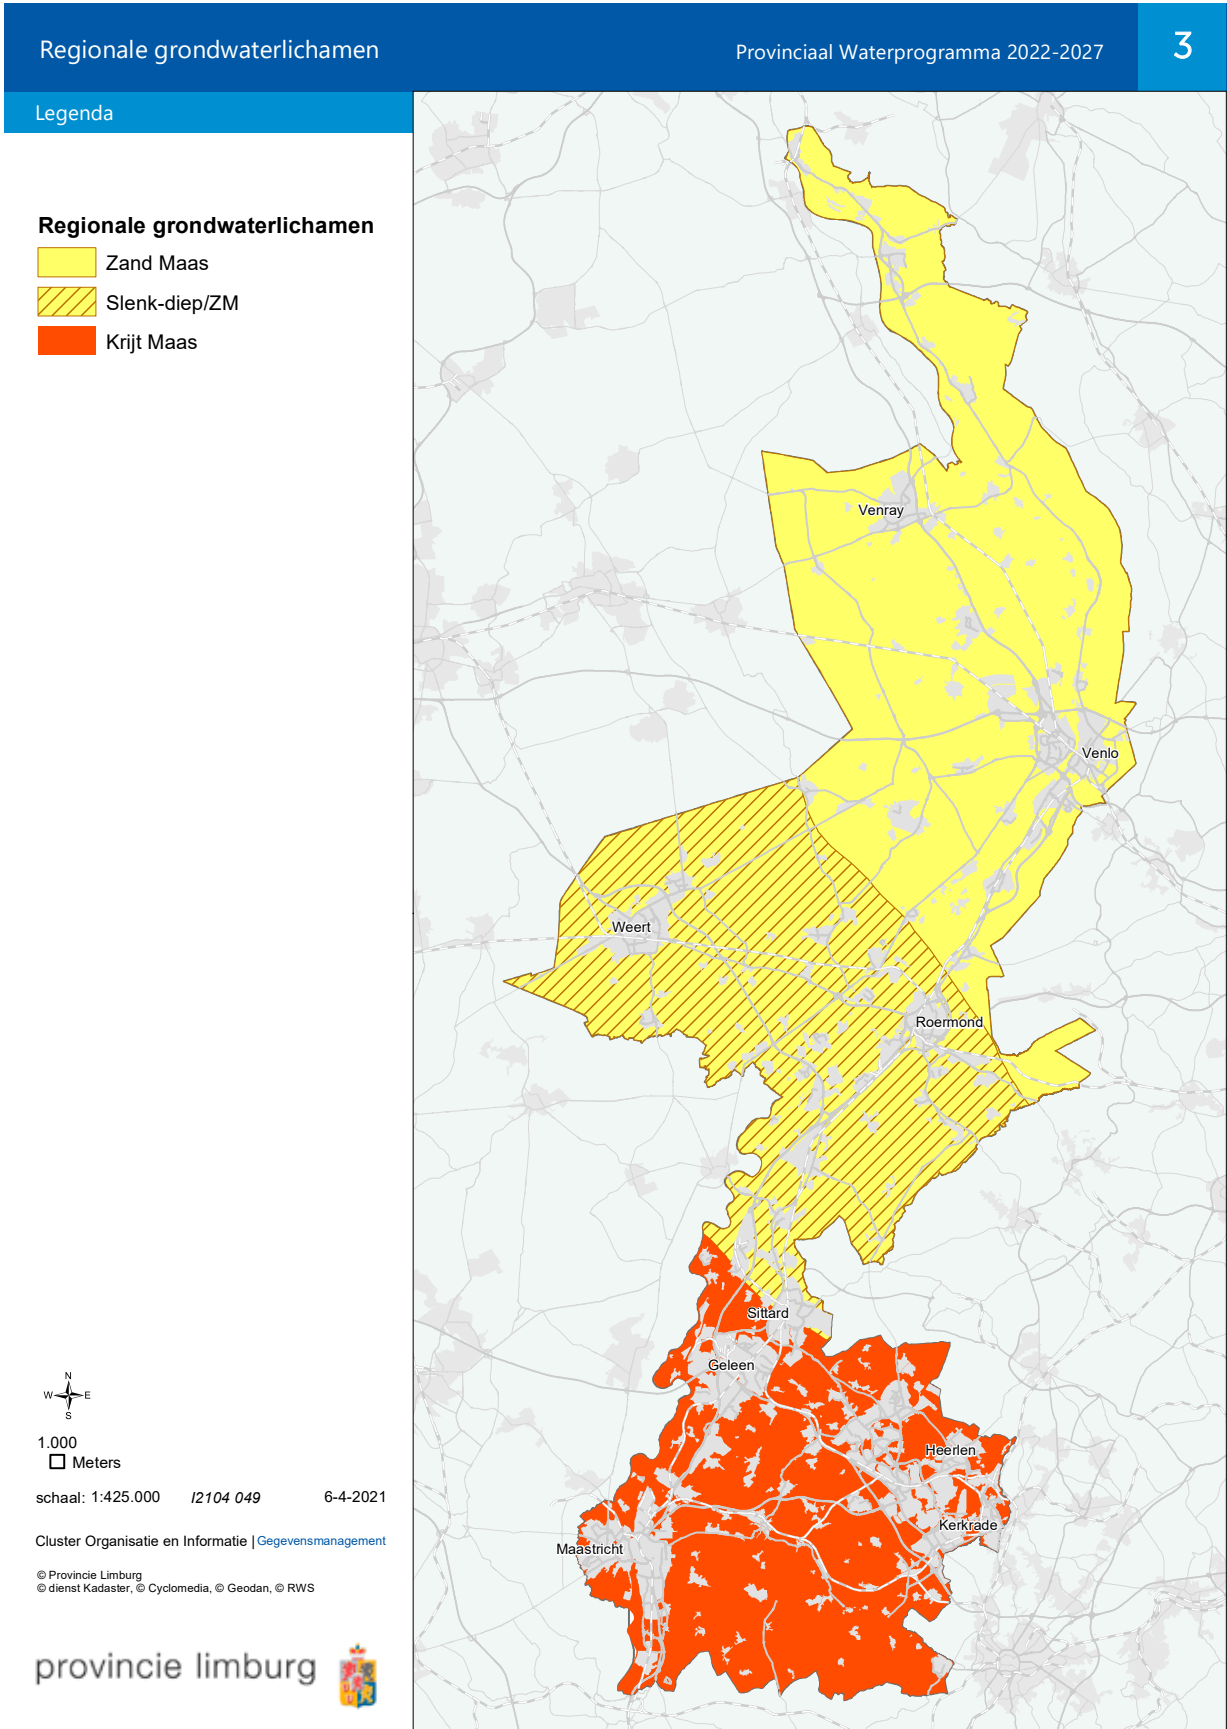 Regionale grondwaterlichamen
Provinciaal Waterprogramma 2022-2027
3
Legenda
Regionale grondwaterlichamen
Zand Maas
Slenk-diep/ZM
Krijt Maas
Venray
Venlo
Weert
Roermond
Sittard
Geleen
Heerlen
Kerkrade
Maastricht
N
W E
S
1.000
Meters
schaal: 1:425.000 I2104 049 6-4-2021
Cluster Organisatie en Informatie | Gegevensmanagement
© Provincie Limburg
© dienst Kadaster, © Cyclomedia, © Geodan, © RWS
provincie limburg